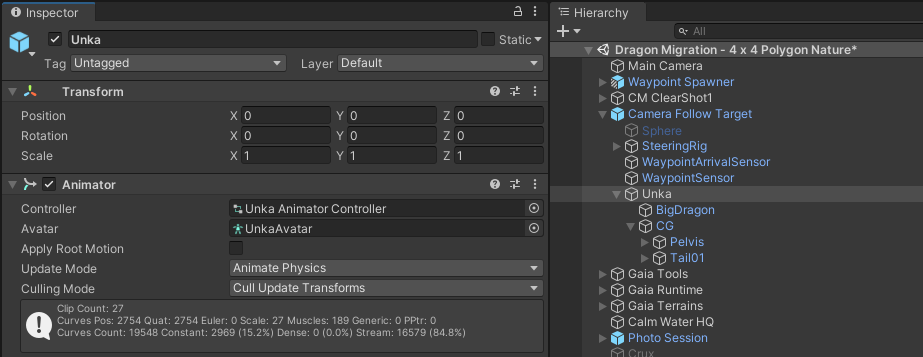 Inspector
Unka
Static
Tag Untagged Layer Default
Transform
Position X 0 Y 0 Z 0
Rotation X 0 Y 0 Z 0
Scale X 1 Y 1 Z 1
Animator
Controller Unka Animator Controller
Avatar UnkaAvatar
Apply Root Motion
Update Mode Animate Physics
Culling Mode Cull Update Transforms
Clip Count: 27
Curves Pos: 2754 Quat: 2754 Euler: 0 Scale: 27 Muscles: 189 Generic: 0 PPtr: 0
Curves Count: 19548 Constant: 2969 (15.2%) Dense: 0 (0.0%) Stream: 16579 (84.8%)
Hierarchy
All
Dragon Migration - 4 x 4 Polygon Nature*
Main Camera
Waypoint Spawner
CM ClearShot1
Camera Follow Target
Sphere
SteeringRig
WaypointArrivalSensor
WaypointSensor
Unka
BigDragon
CG
Pelvis
Tail01
Gaia Tools
Gaia Runtime
Gaia Terrains
Calm Water HQ
Photo Session
Crux